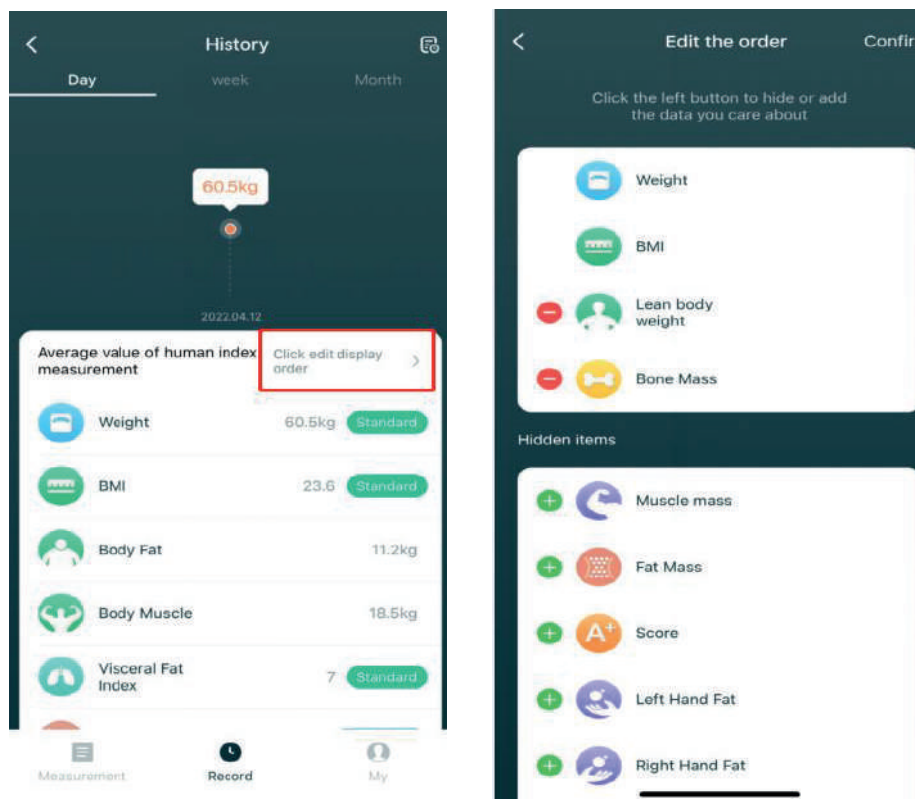 History
Day week Month
60.5kg
2022.04.12
Average value of human index
measurement
Click edit display
order
Weight 60.5kg Standard
BMI 23.6 Standard
Body Fat 11.2kg
Body Muscle 18.5kg
Visceral Fat
Index
7 Standard
Measurement Record My
Edit the order Confir
Click the left button to hide or add
the data you care about
Weight
BMI
Lean body
weight
Bone Mass
Hidden items
Muscle mass
Fat Mass
A+ Score
Left Hand Fat
Right Hand Fat